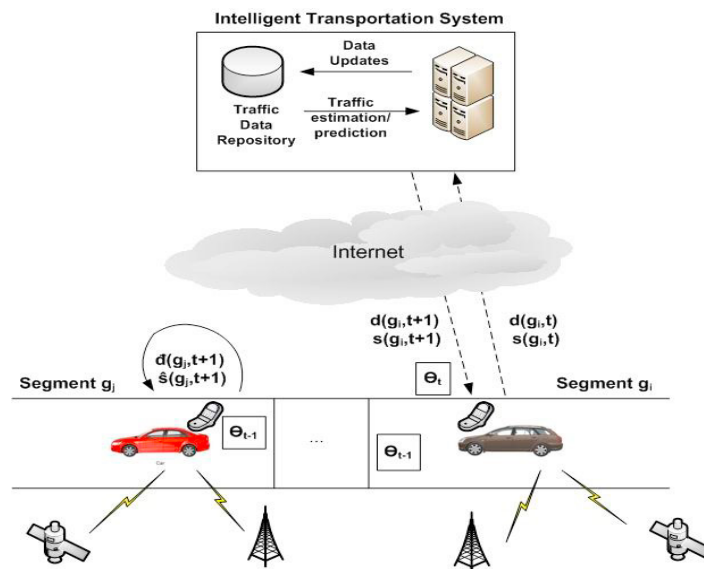 Intelligent Transportation System
Data
Updates
Traffic
Data
Repository
Traffic
estimation/
prediction
Internet
d(gᵢ,t+1)
s(gᵢ,t+1)
d(gᵢ,t)
s(gᵢ,t)
đ(gⱼ,t+1)
ŝ(gⱼ,t+1)
Segment gⱼ
ϴₜ
Segment gᵢ
ϴₜ₋₁
...
ϴₜ₋₁
Car